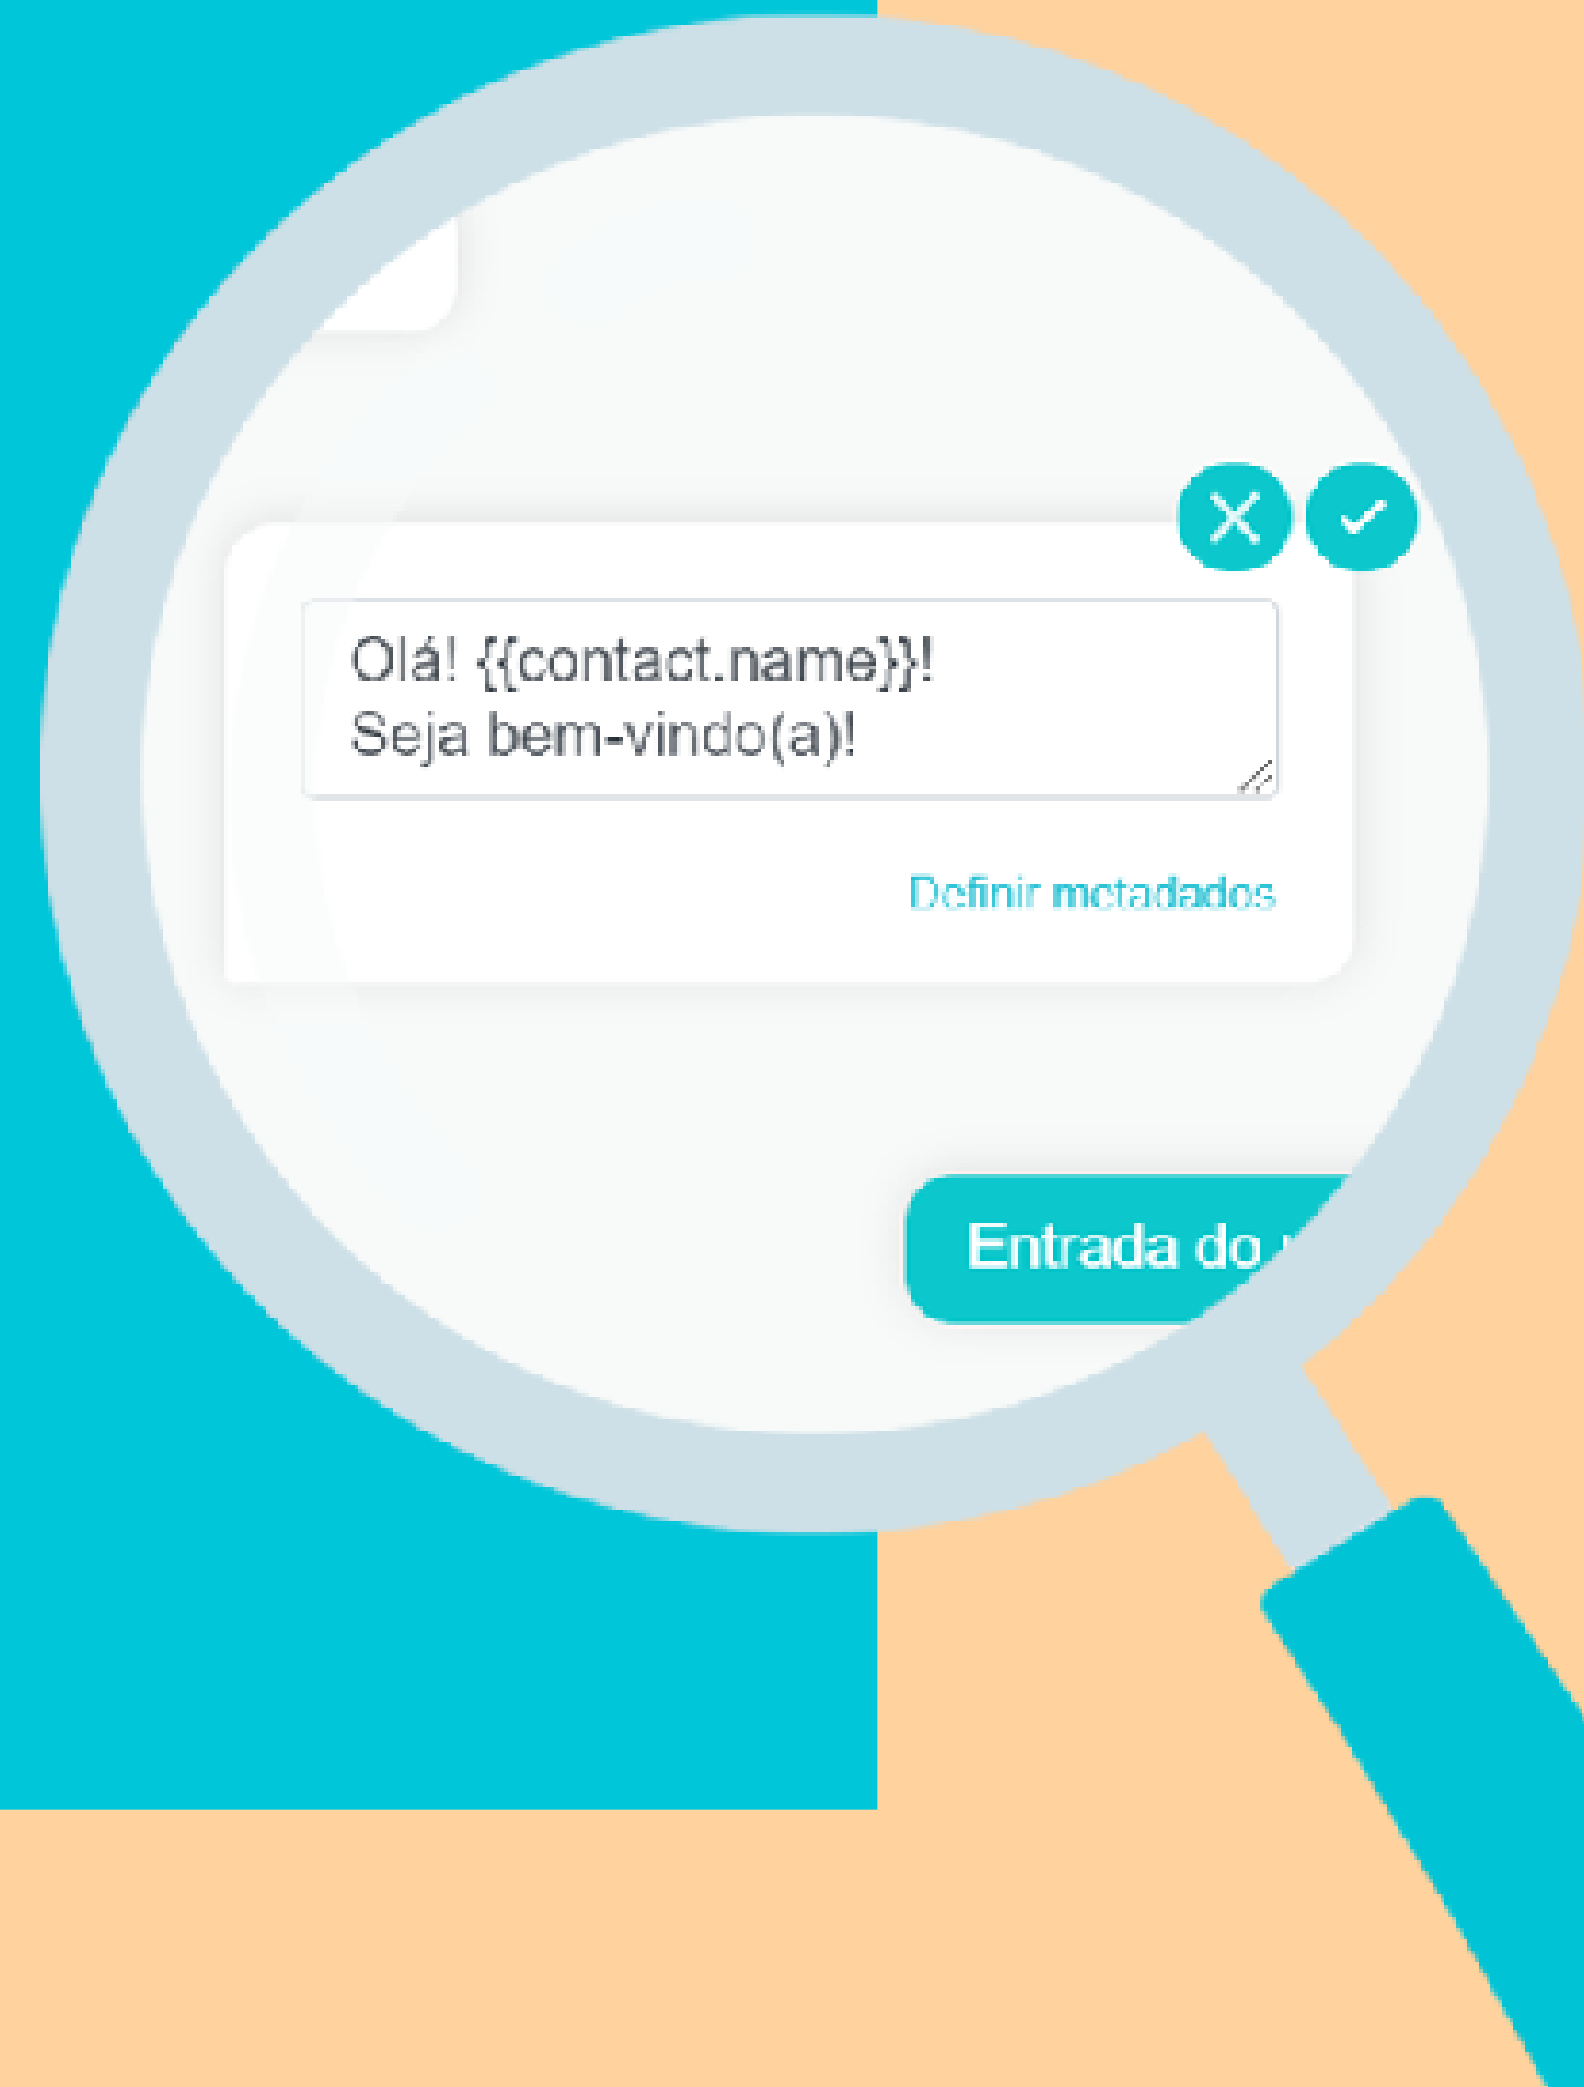 Olá! {{contact.name}}!
Seja bem-vindo(a)!
Definir metadados
Entrada do